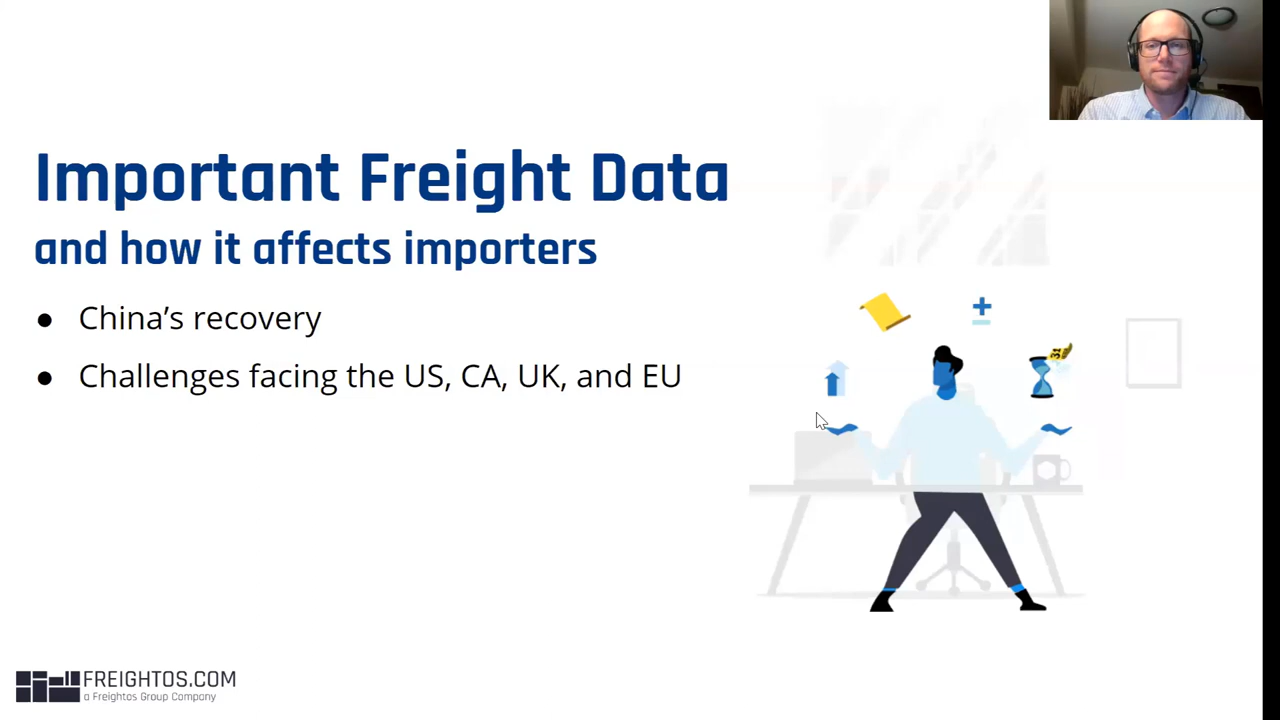 Important Freight Data
and how it affects importers
● China's recovery
● Challenges facing the US, CA, UK, and EU
FREIGHTOS.COM
a Freightos Group Company